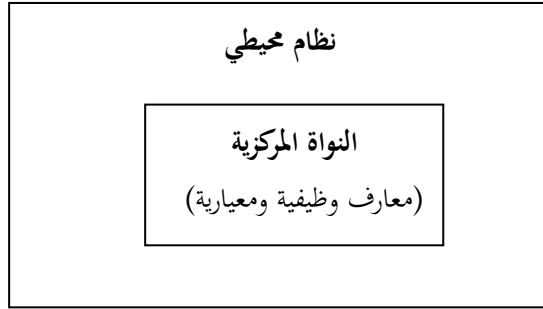 نظام محيطي
النواة المركزية
(معارف وظيفية ومعيارية)